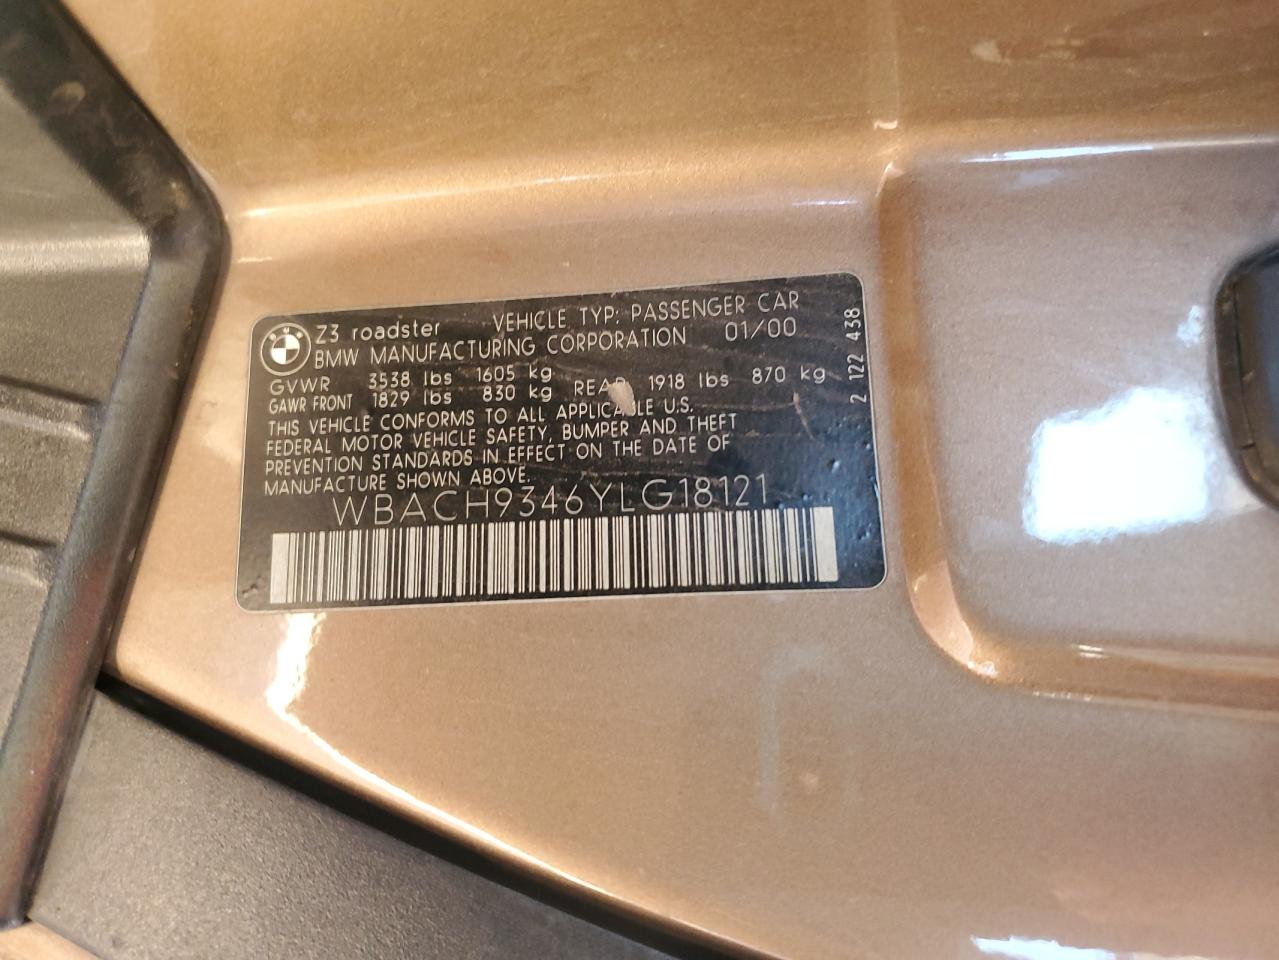 Z3 roadster VEHICLE TYP: PASSENGER CAR
BMW MANUFACTURING CORPORATION 01/00
GVWR 3538 lbs 1605 kg
GAWR FRONT 1829 lbs 830 kg REAR 1918 lbs 870 kg
THIS VEHICLE CONFORMS TO ALL APPLICABLE U.S.
FEDERAL MOTOR VEHICLE SAFETY, BUMPER AND THEFT
PREVENTION STANDARDS IN EFFECT ON THE DATE OF
MANUFACTURE SHOWN ABOVE.
WBACH9346YLG18121
2 122 438